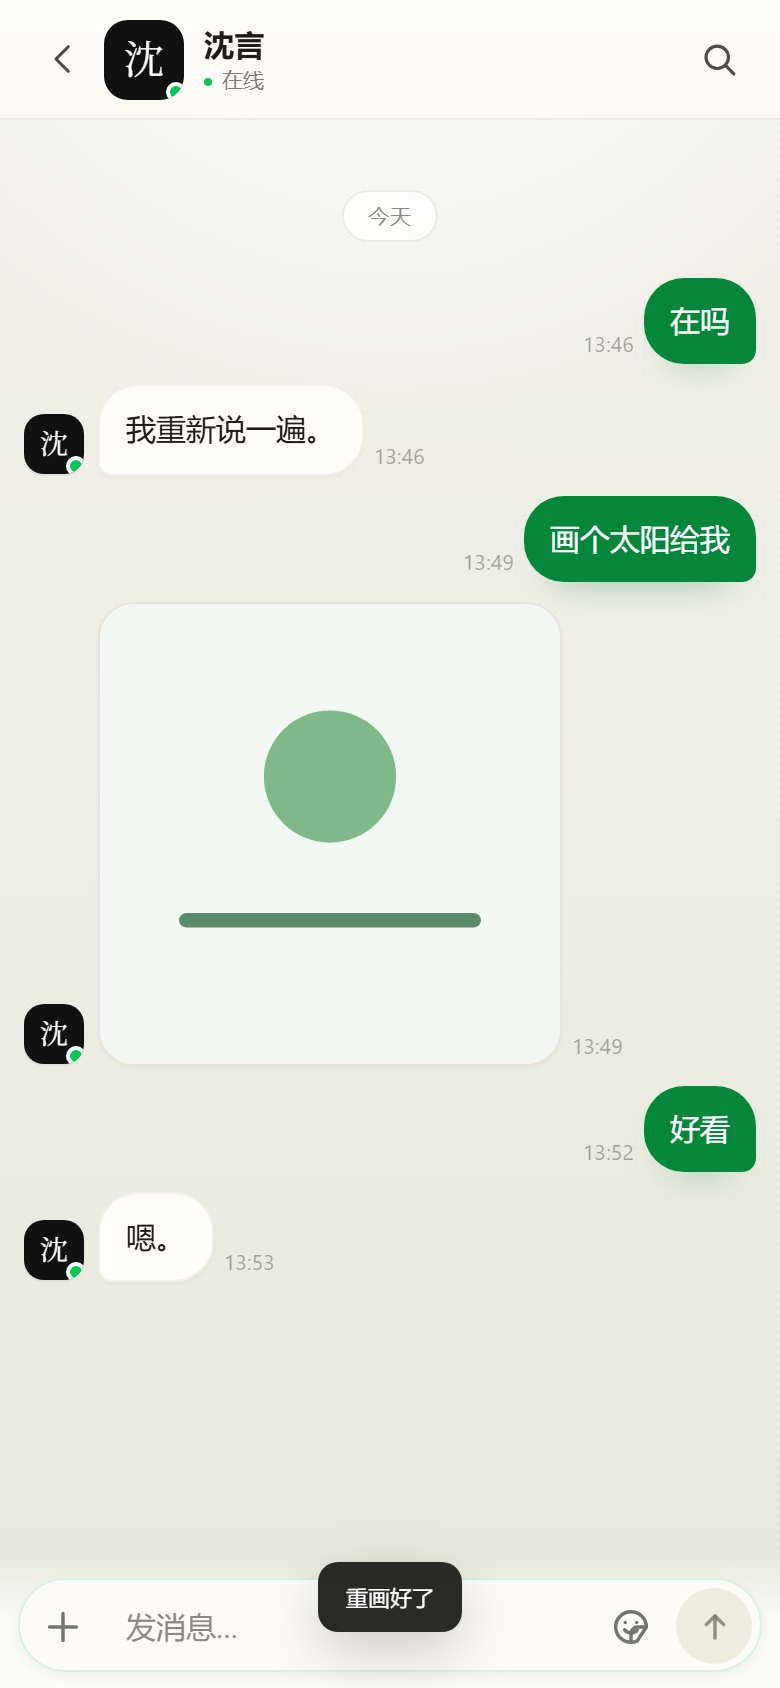 沈
沈言
在线
今天
在吗
13:46
沈
我重新说一遍。
13:46
画个太阳给我
13:49
沈
13:49
好看
13:52
沈
嗯。
13:53
重画好了
发消息...